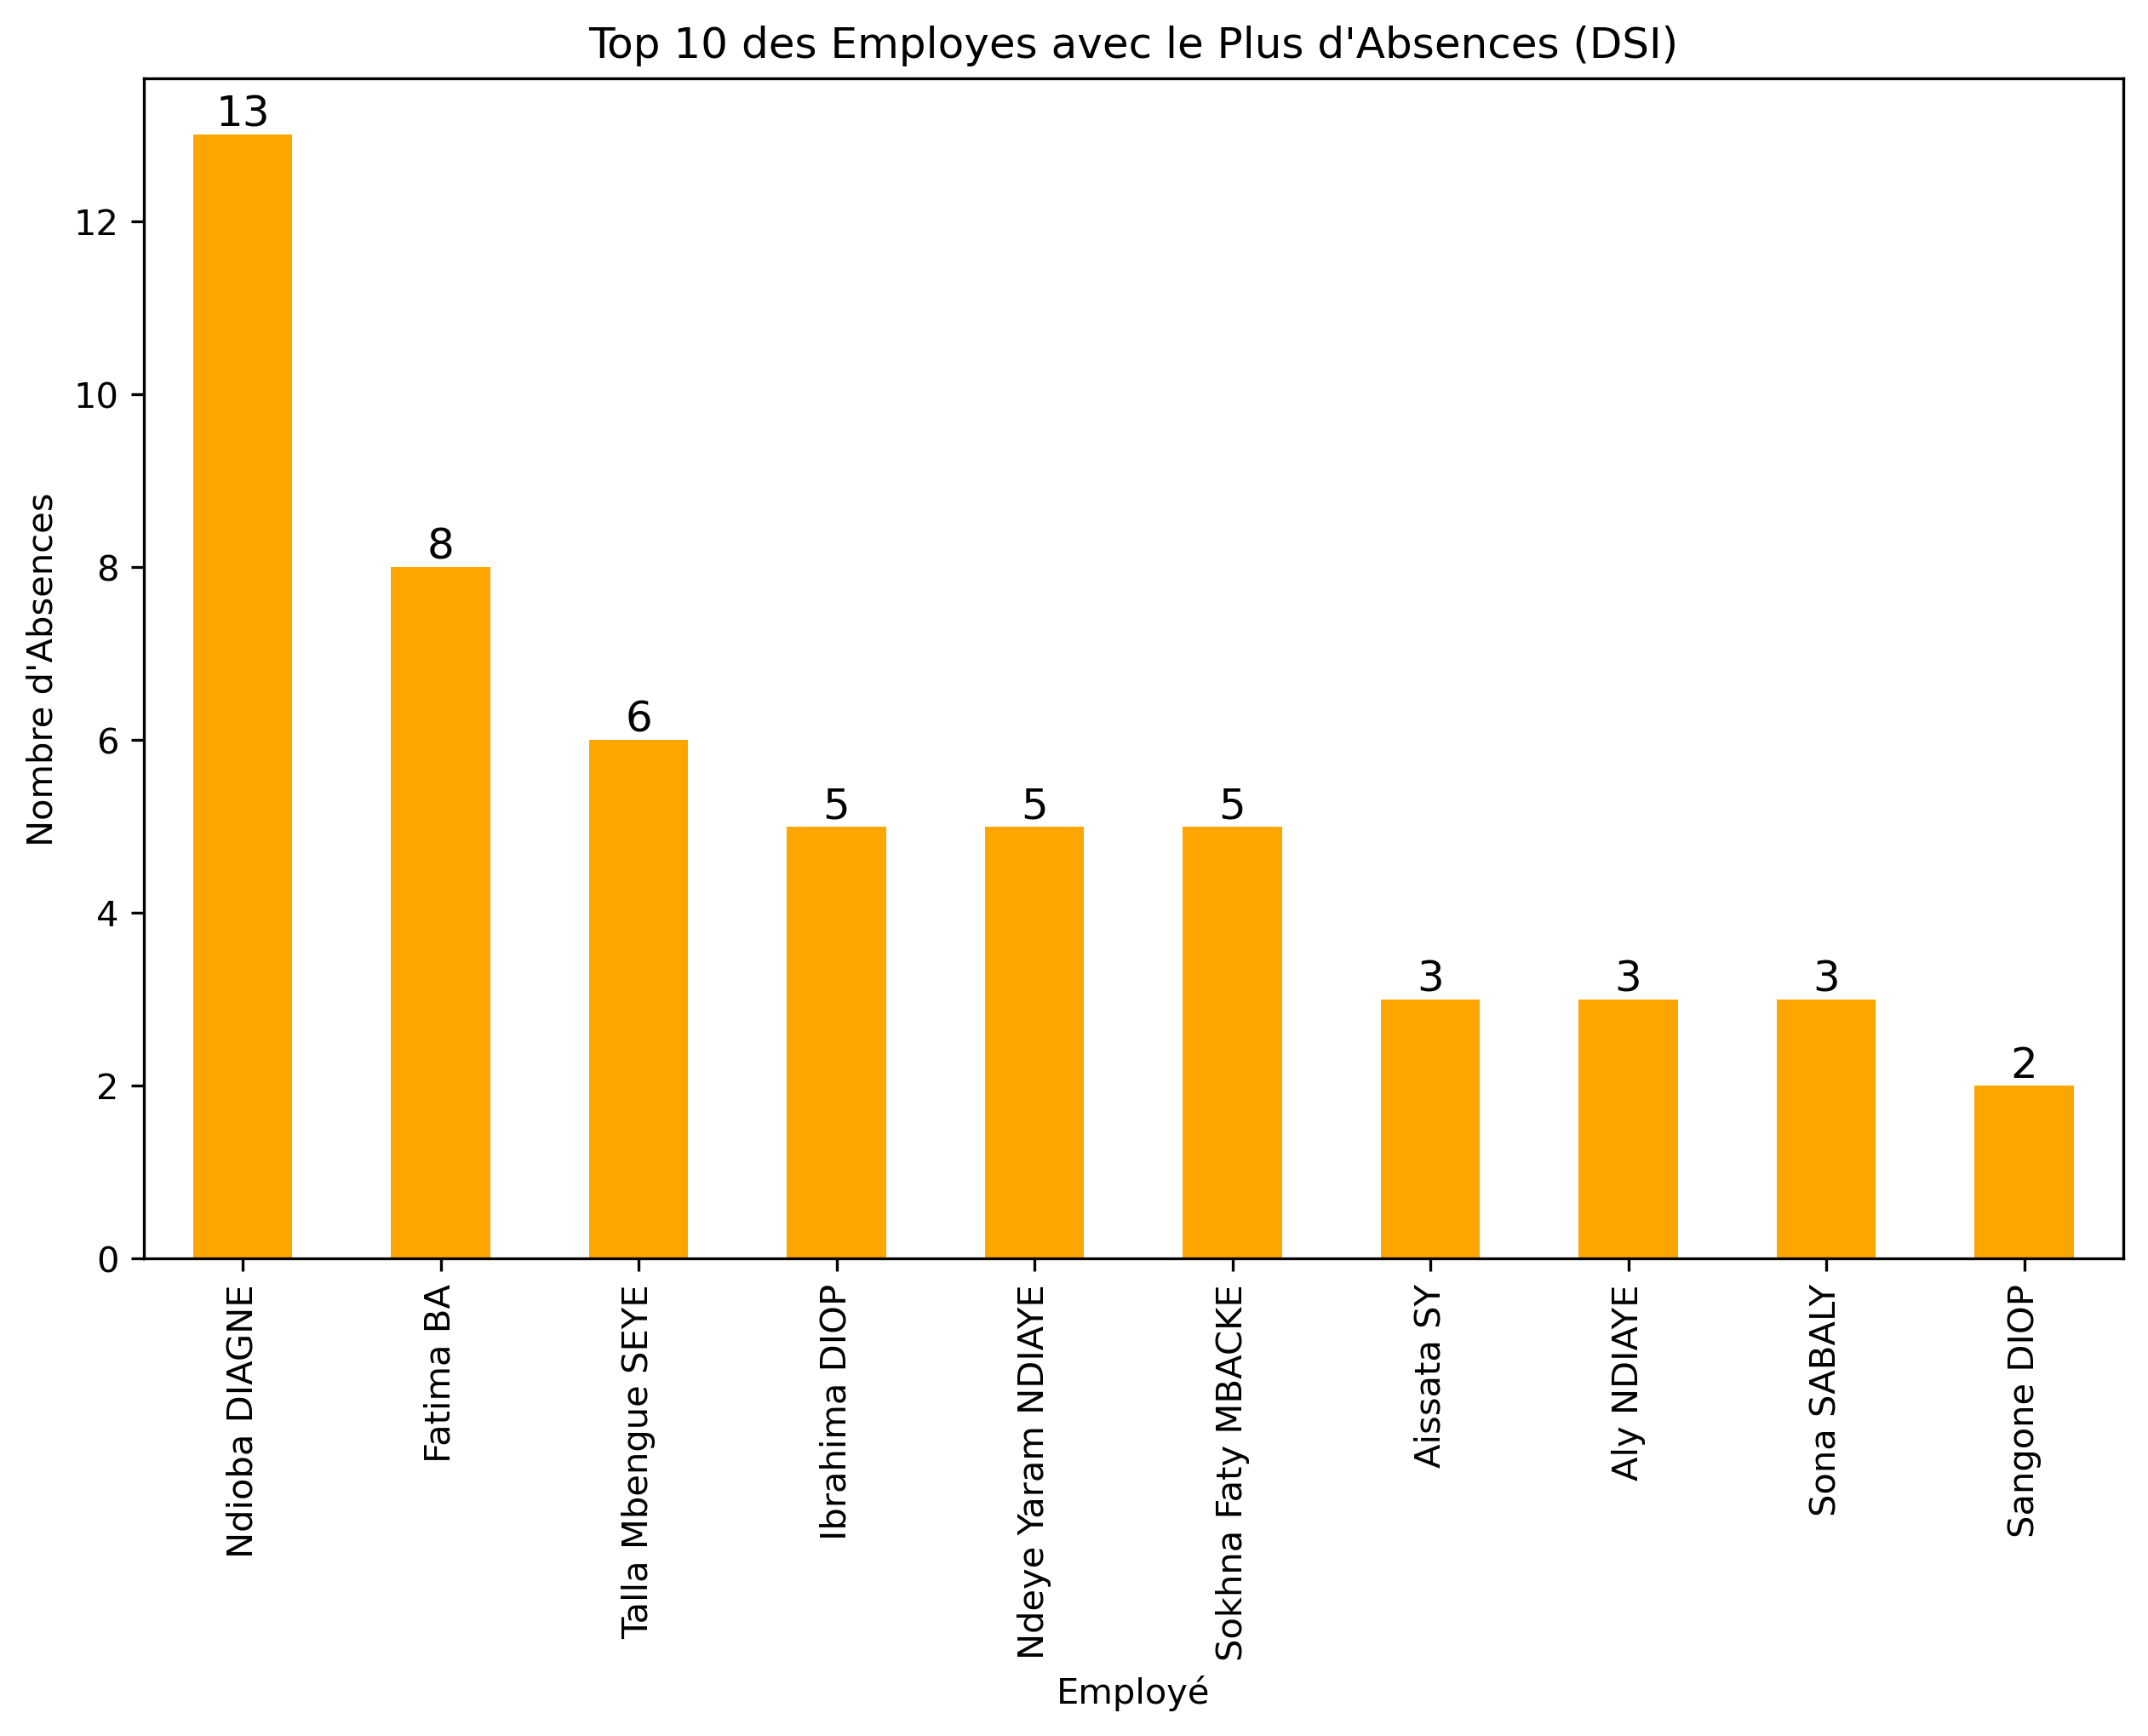 Top 10 des Employes avec le Plus d'Absences (DSI)
Nombre d'Absences
12
10
8
6
4
2
0
13
8
6
5
5
5
3
3
3
2
Ndioba DIAGNE
Fatima BA
Talla Mbengue SEYE
Ibrahima DIOP
Ndeye Yaram NDIAYE
Sokhna Faty MBACKE
Aissata SY
Aly NDIAYE
Sona SABALY
Sangone DIOP
Employé